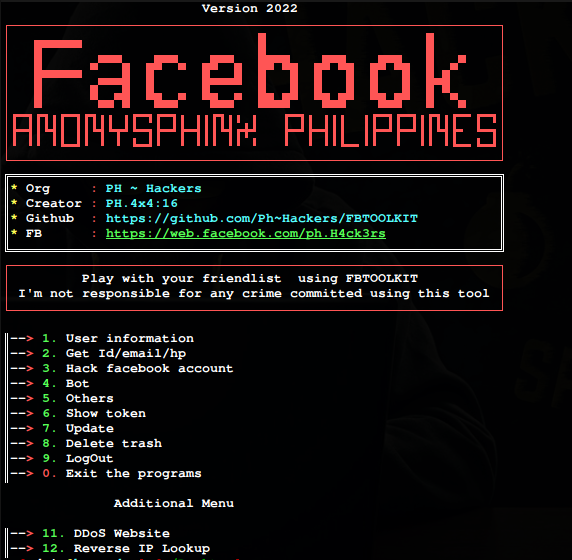 Version 2022
Facebook
ANONYSPHINX PHILIPPINES
* Org : PH ~ Hackers
* Creator : PH.4x4:16
* Github : https://github.com/Ph~Hackers/FBTOOLKIT
* FB : https://web.facebook.com/ph.H4ck3rs
Play with your friendlist using FBTOOLKIT
I'm not responsible for any crime committed using this tool
--> 1. User information
--> 2. Get Id/email/hp
--> 3. Hack facebook account
--> 4. Bot
--> 5. Others
--> 6. Show token
--> 7. Update
--> 8. Delete trash
--> 9. LogOut
--> 0. Exit the programs
Additional Menu
--> 11. DDoS Website
--> 12. Reverse IP Lookup